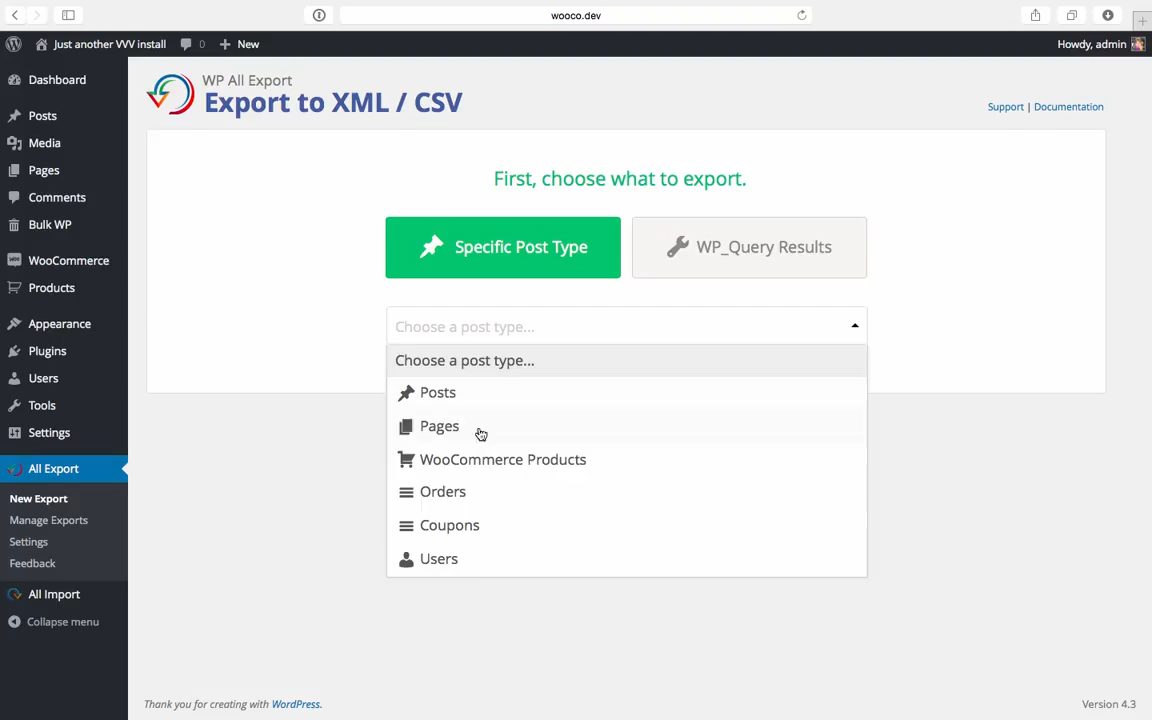 wooco.dev
Just another VVV install
0
New
Howdy, admin
Dashboard
Posts
Media
Pages
Comments
Bulk WP
WooCommerce
Products
Appearance
Plugins
Users
Tools
Settings
All Export
New Export
Manage Exports
Settings
Feedback
All Import
Collapse menu
WP All Export
Export to XML / CSV
Support | Documentation
First, choose what to export.
Specific Post Type
WP_Query Results
Choose a post type...
Choose a post type...
Posts
Pages
WooCommerce Products
Orders
Coupons
Users
Thank you for creating with WordPress.
Version 4.3